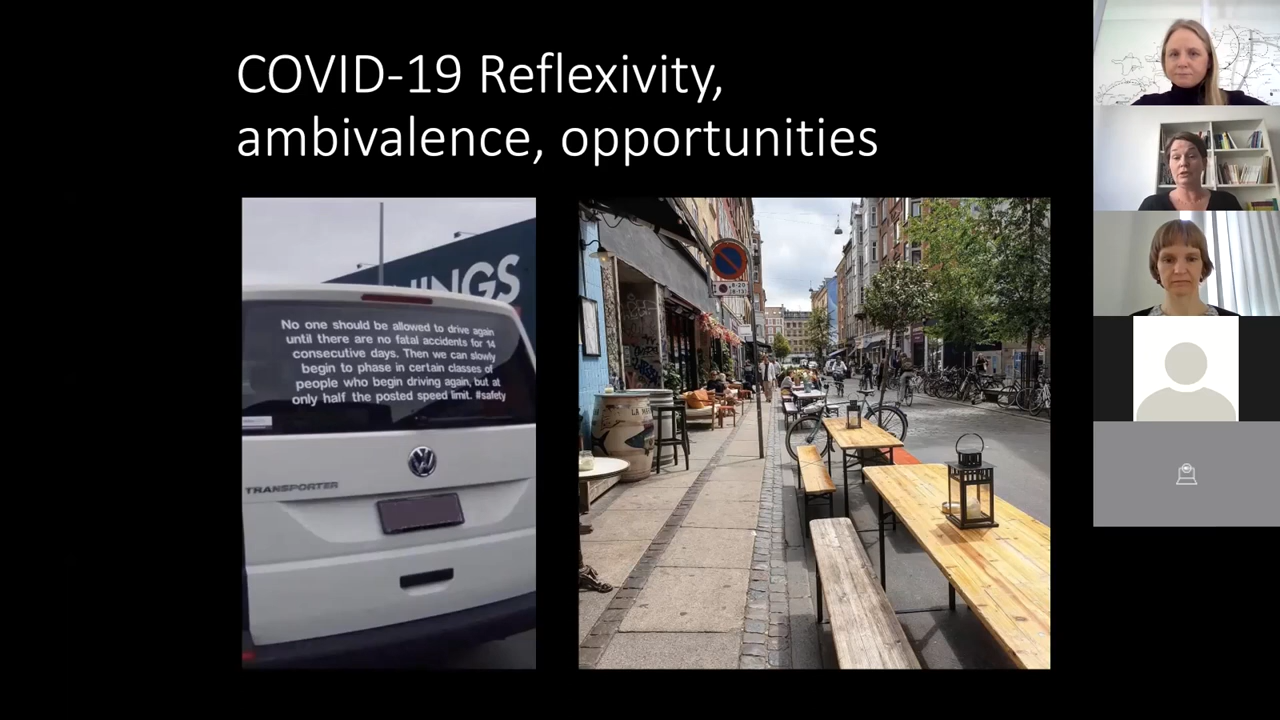 COVID-19 Reflexivity,
ambivalence, opportunities
NGS
No one should be allowed to drive again
until there are no fatal accidents for 14
consecutive days. Then we can slowly
begin to phase in certain classes of
people who begin driving again, but at
only half the posted speed limit. #safety
TRANSPORTER